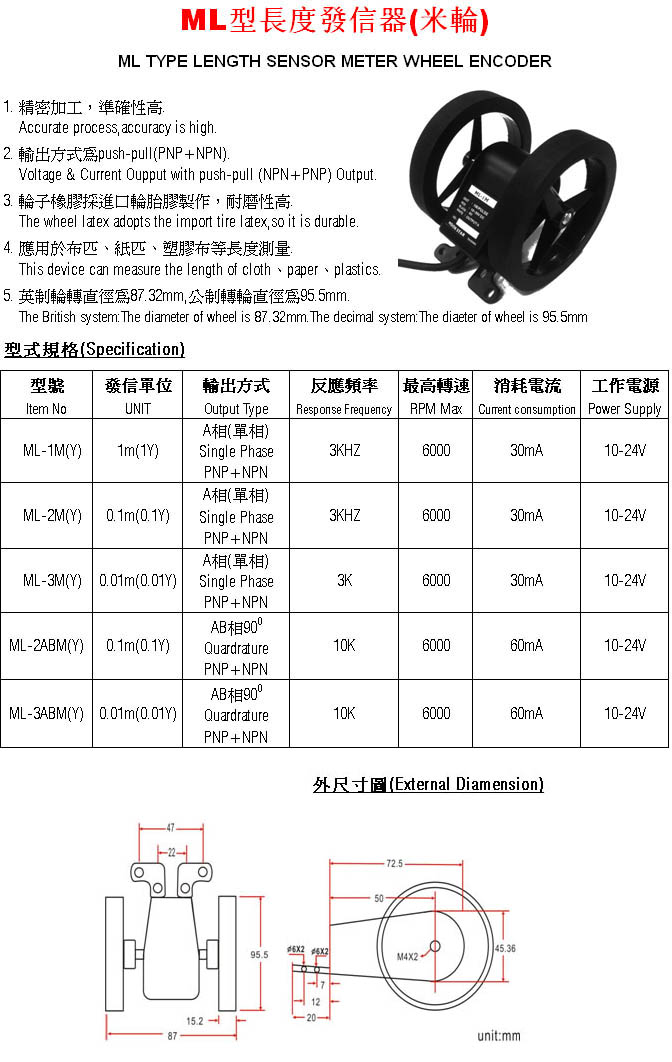 ML型長度發信器(米輪)
ML TYPE LENGTH SENSOR METER WHEEL ENCODER
1. 精密加工，準確性高.
Accurate process,accuracy is high.
2. 輸出方式爲push-pull(PNP+NPN).
Voltage & Current Oupput with push-pull (NPN+PNP) Output.
3. 輪子橡膠採進口輪胎膠製作，耐磨性高.
The wheel latex adopts the import tire latex,so it is durable.
4. 應用於布匹、紙匹、塑膠布等長度測量.
This device can measure the length of cloth、paper、plastics.
5. 英制輪轉直徑爲87.32mm,公制轉輪直徑爲95.5mm.
The British system:The diameter of wheel is 87.32mm.The decimal system:The diaeter of wheel is 95.5mm
ML-1M
型式規格(Specification)
型號 發信單位 輸出方式 反應頻率 最高轉速 消耗電流 工作電源
Item No UNIT Output Type Response Frequency RPM Max Current consumption Power Supply
A相(單相)
ML-1M(Y) 1m(1Y) Single Phase 3KHZ 6000 30mA 10-24V
PNP+NPN
A相(單相)
ML-2M(Y) 0.1m(0.1Y) Single Phase 3KHZ 6000 30mA 10-24V
PNP+NPN
A相(單相)
ML-3M(Y) 0.01m(0.01Y) Single Phase 3K 6000 30mA 10-24V
PNP+NPN
AB相90⁰
ML-2ABM(Y) 0.1m(0.1Y) Quardrature 10K 6000 60mA 10-24V
PNP+NPN
AB相90⁰
ML-3ABM(Y) 0.01m(0.01Y) Quardrature 10K 6000 60mA 10-24V
PNP+NPN
外尺寸圖(External Diamension)
47
22
95.5
15.2
87
72.5
50
ø6X2 ø6X2
M4X2
45.36
7
12
20
unit:mm